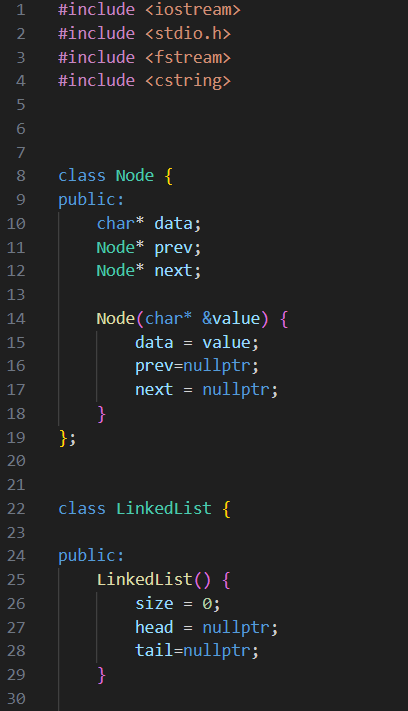 1 #include <iostream>
2 #include <stdio.h>
3 #include <fstream>
4 #include <cstring>
5
6
7
8 class Node {
9 public:
10     char* data;
11     Node* prev;
12     Node* next;
13
14     Node(char* &value) {
15         data = value;
16         prev=nullptr;
17         next = nullptr;
18     }
19 };
20
21
22 class LinkedList {
23
24 public:
25     LinkedList() {
26         size = 0;
27         head = nullptr;
28         tail=nullptr;
29     }
30